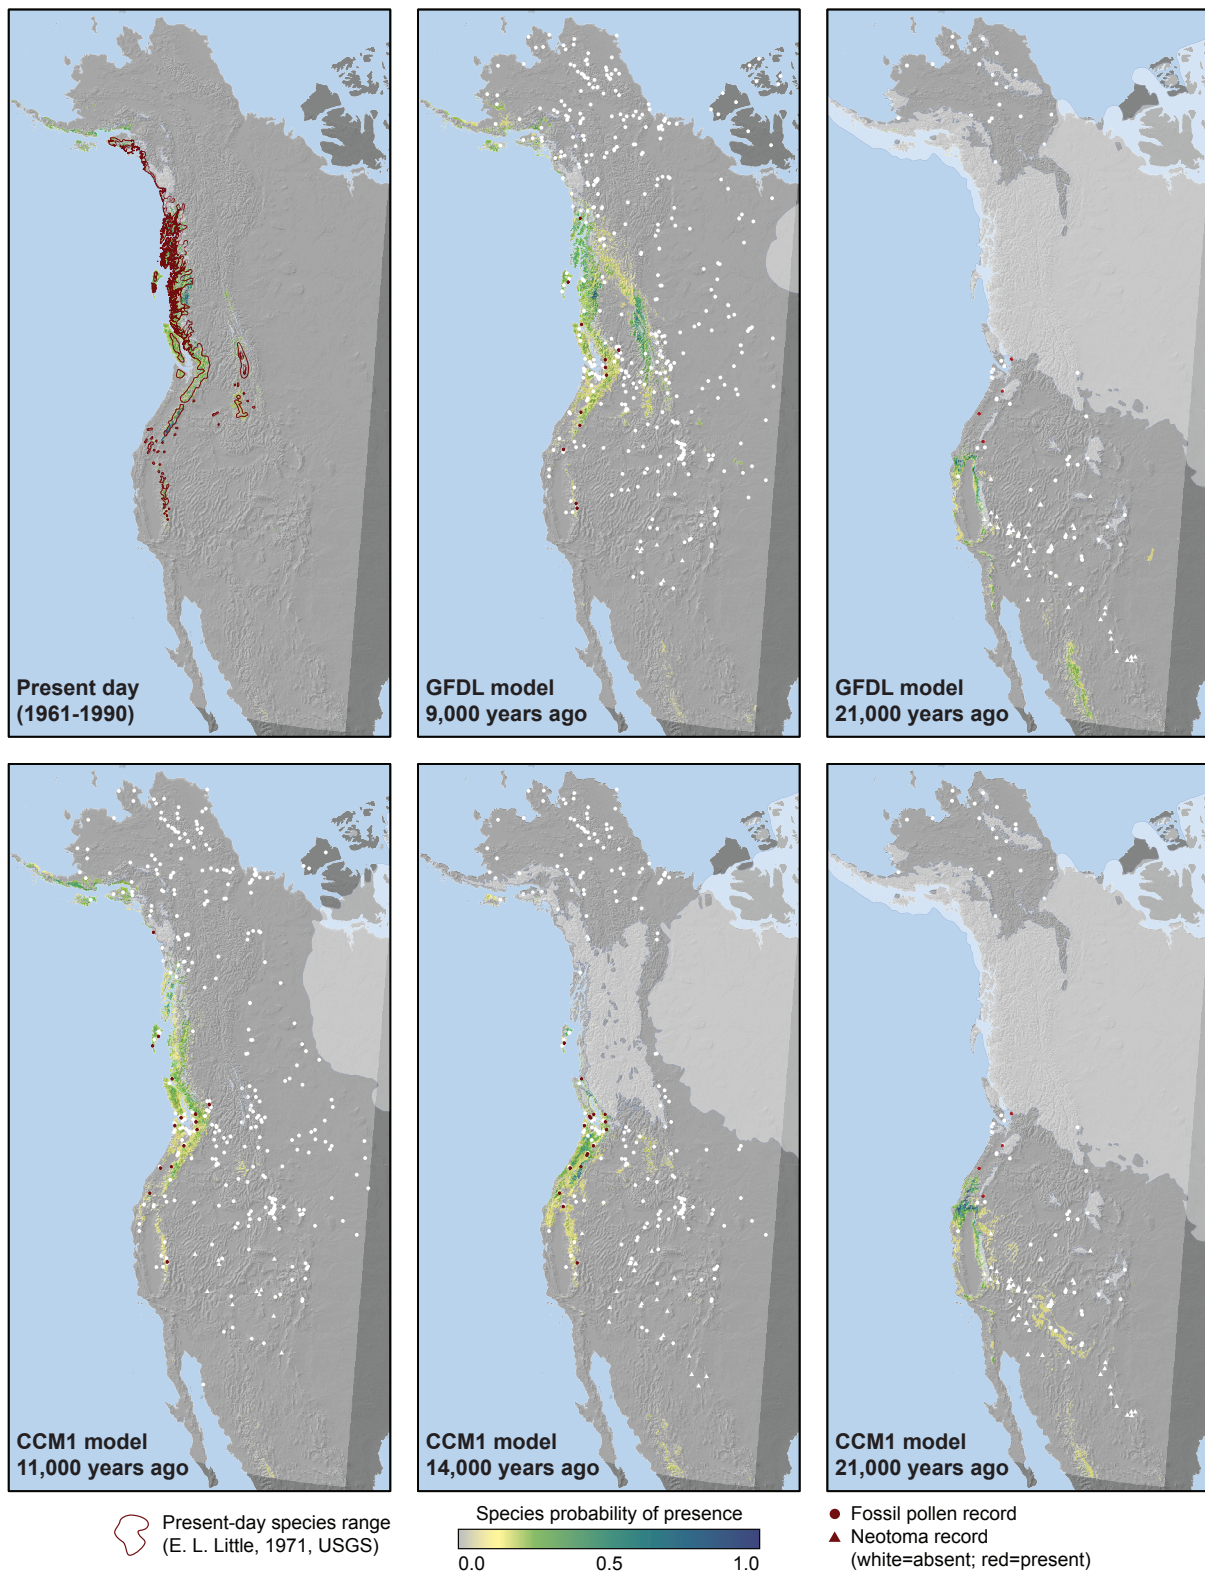 Present day
(1961-1990)
GFDL model
9,000 years ago
GFDL model
21,000 years ago
CCM1 model
11,000 years ago
CCM1 model
14,000 years ago
CCM1 model
21,000 years ago
Present-day species range
(E. L. Little, 1971, USGS)
Species probability of presence
0.0
0.5
1.0
Fossil pollen record
Neotoma record
(white=absent; red=present)